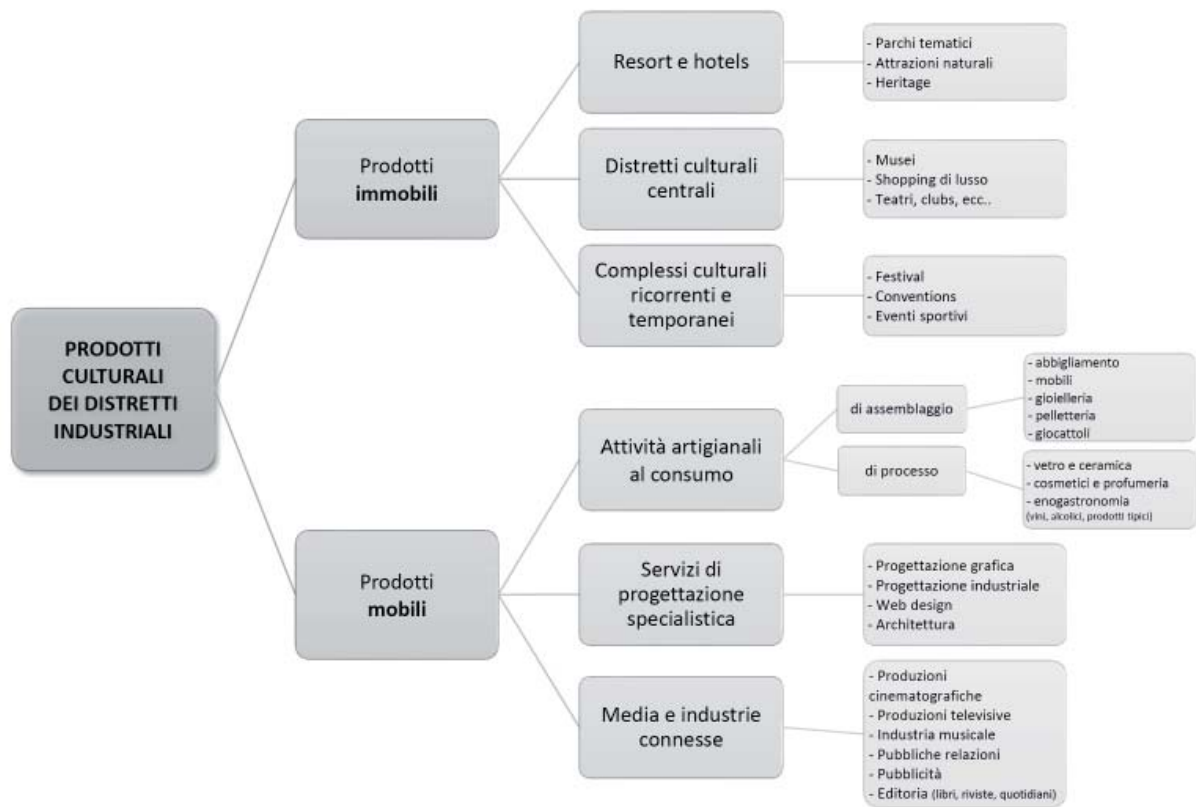 PRODOTTI
CULTURALI
DEI DISTRETTI
INDUSTRIALI
Prodotti
immobili
Resort e hotels
- Parchi tematici
- Attrazioni naturali
- Heritage
Distretti culturali
centrali
- Musei
- Shopping di lusso
- Teatri, clubs, ecc..
Complessi culturali
ricorrenti e
temporanei
- Festival
- Conventions
- Eventi sportivi
Prodotti
mobili
Attività artigianali
al consumo
di assemblaggio
- abbigliamento
- mobili
- gioielleria
- pelletteria
- giocattoli
di processo
- vetro e ceramica
- cosmetici e profumeria
- enogastronomia
(vini, alcolici, prodotti tipici)
Servizi di
progettazione
specialistica
- Progettazione grafica
- Progettazione industriale
- Web design
- Architettura
Media e industrie
connesse
- Produzioni
cinematografiche
- Produzioni televisive
- Industria musicale
- Pubbliche relazioni
- Pubblicità
- Editoria (libri, riviste, quotidiani)